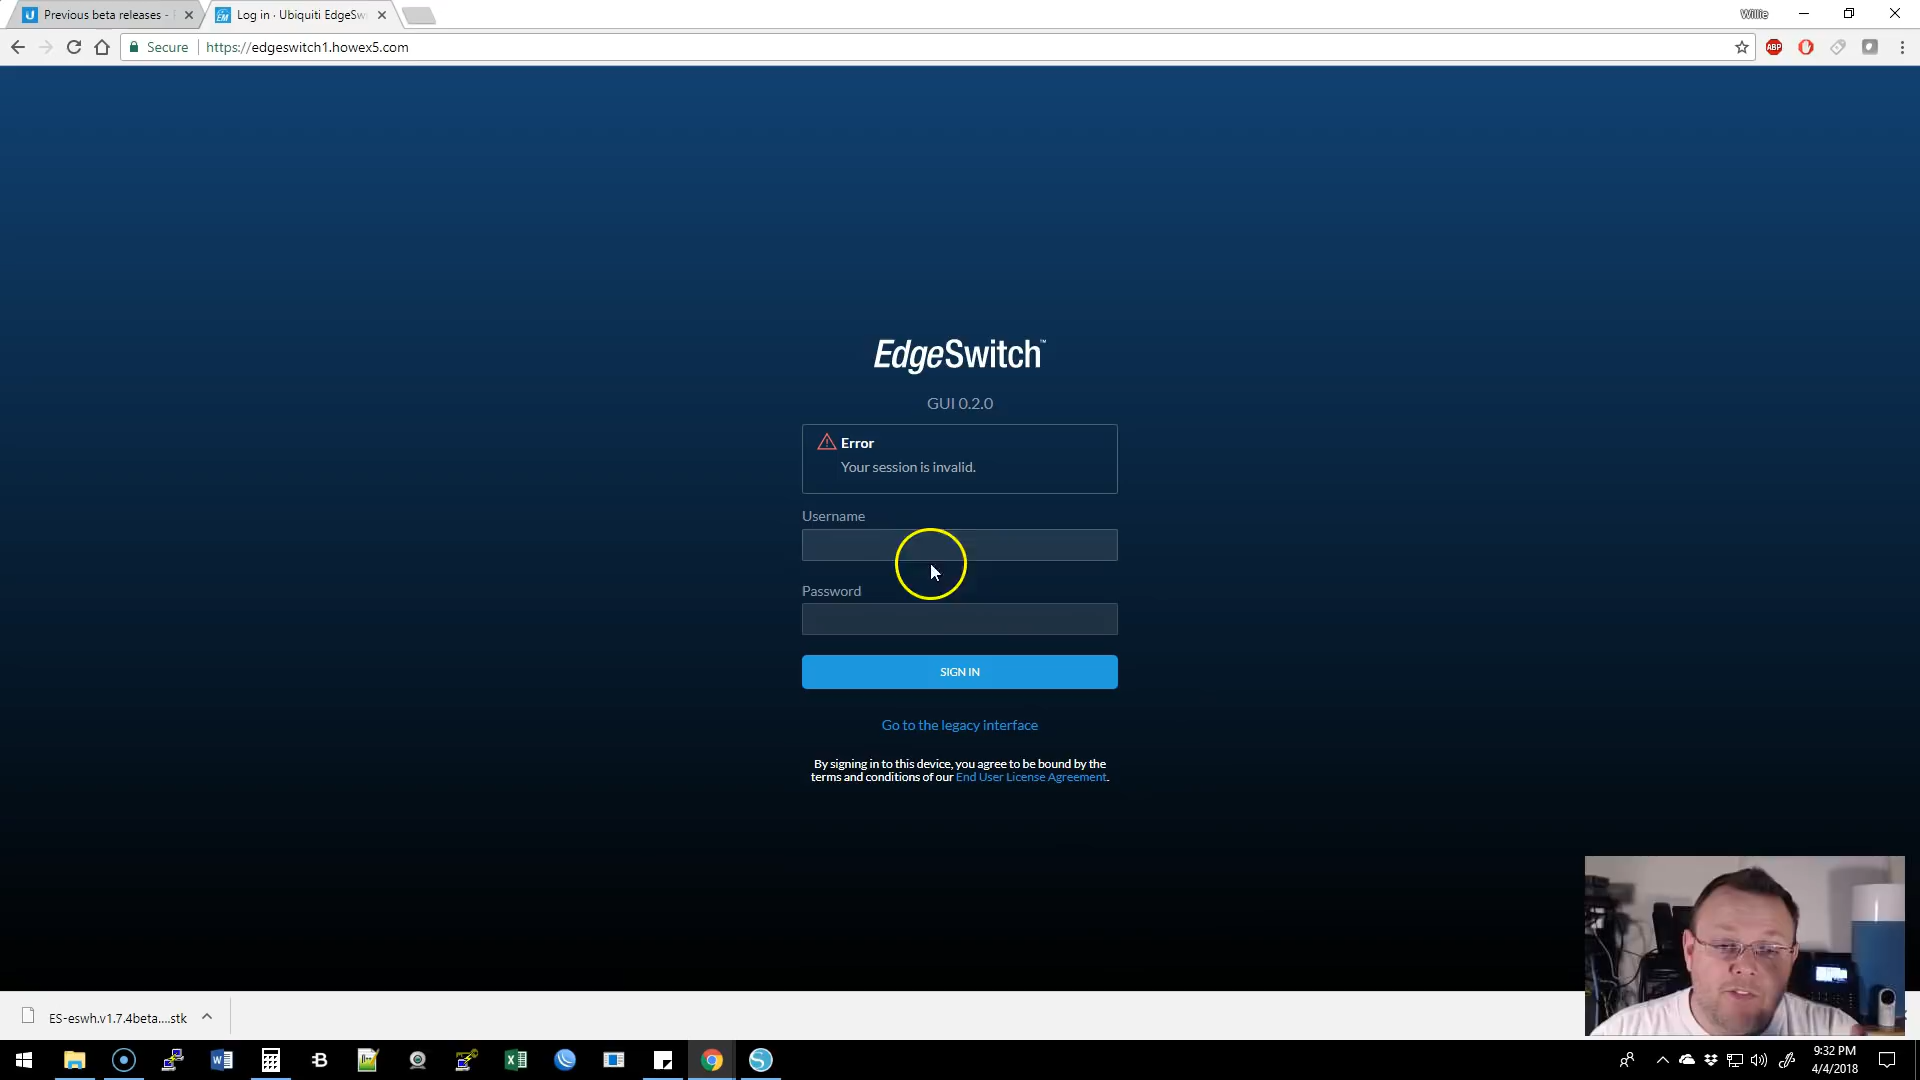 Previous beta releases -
Log in · Ubiquiti EdgeSw
Willie
Secure
https://edgeswitch1.howex5.com
ABP
EdgeSwitch™
GUI 0.2.0
Error
Your session is invalid.
Username
Password
SIGN IN
Go to the legacy interface
By signing in to this device, you agree to be bound by the
terms and conditions of our End User License Agreement.
ES-eswh.v1.7.4beta....stk
9:32 PM
4/4/2018